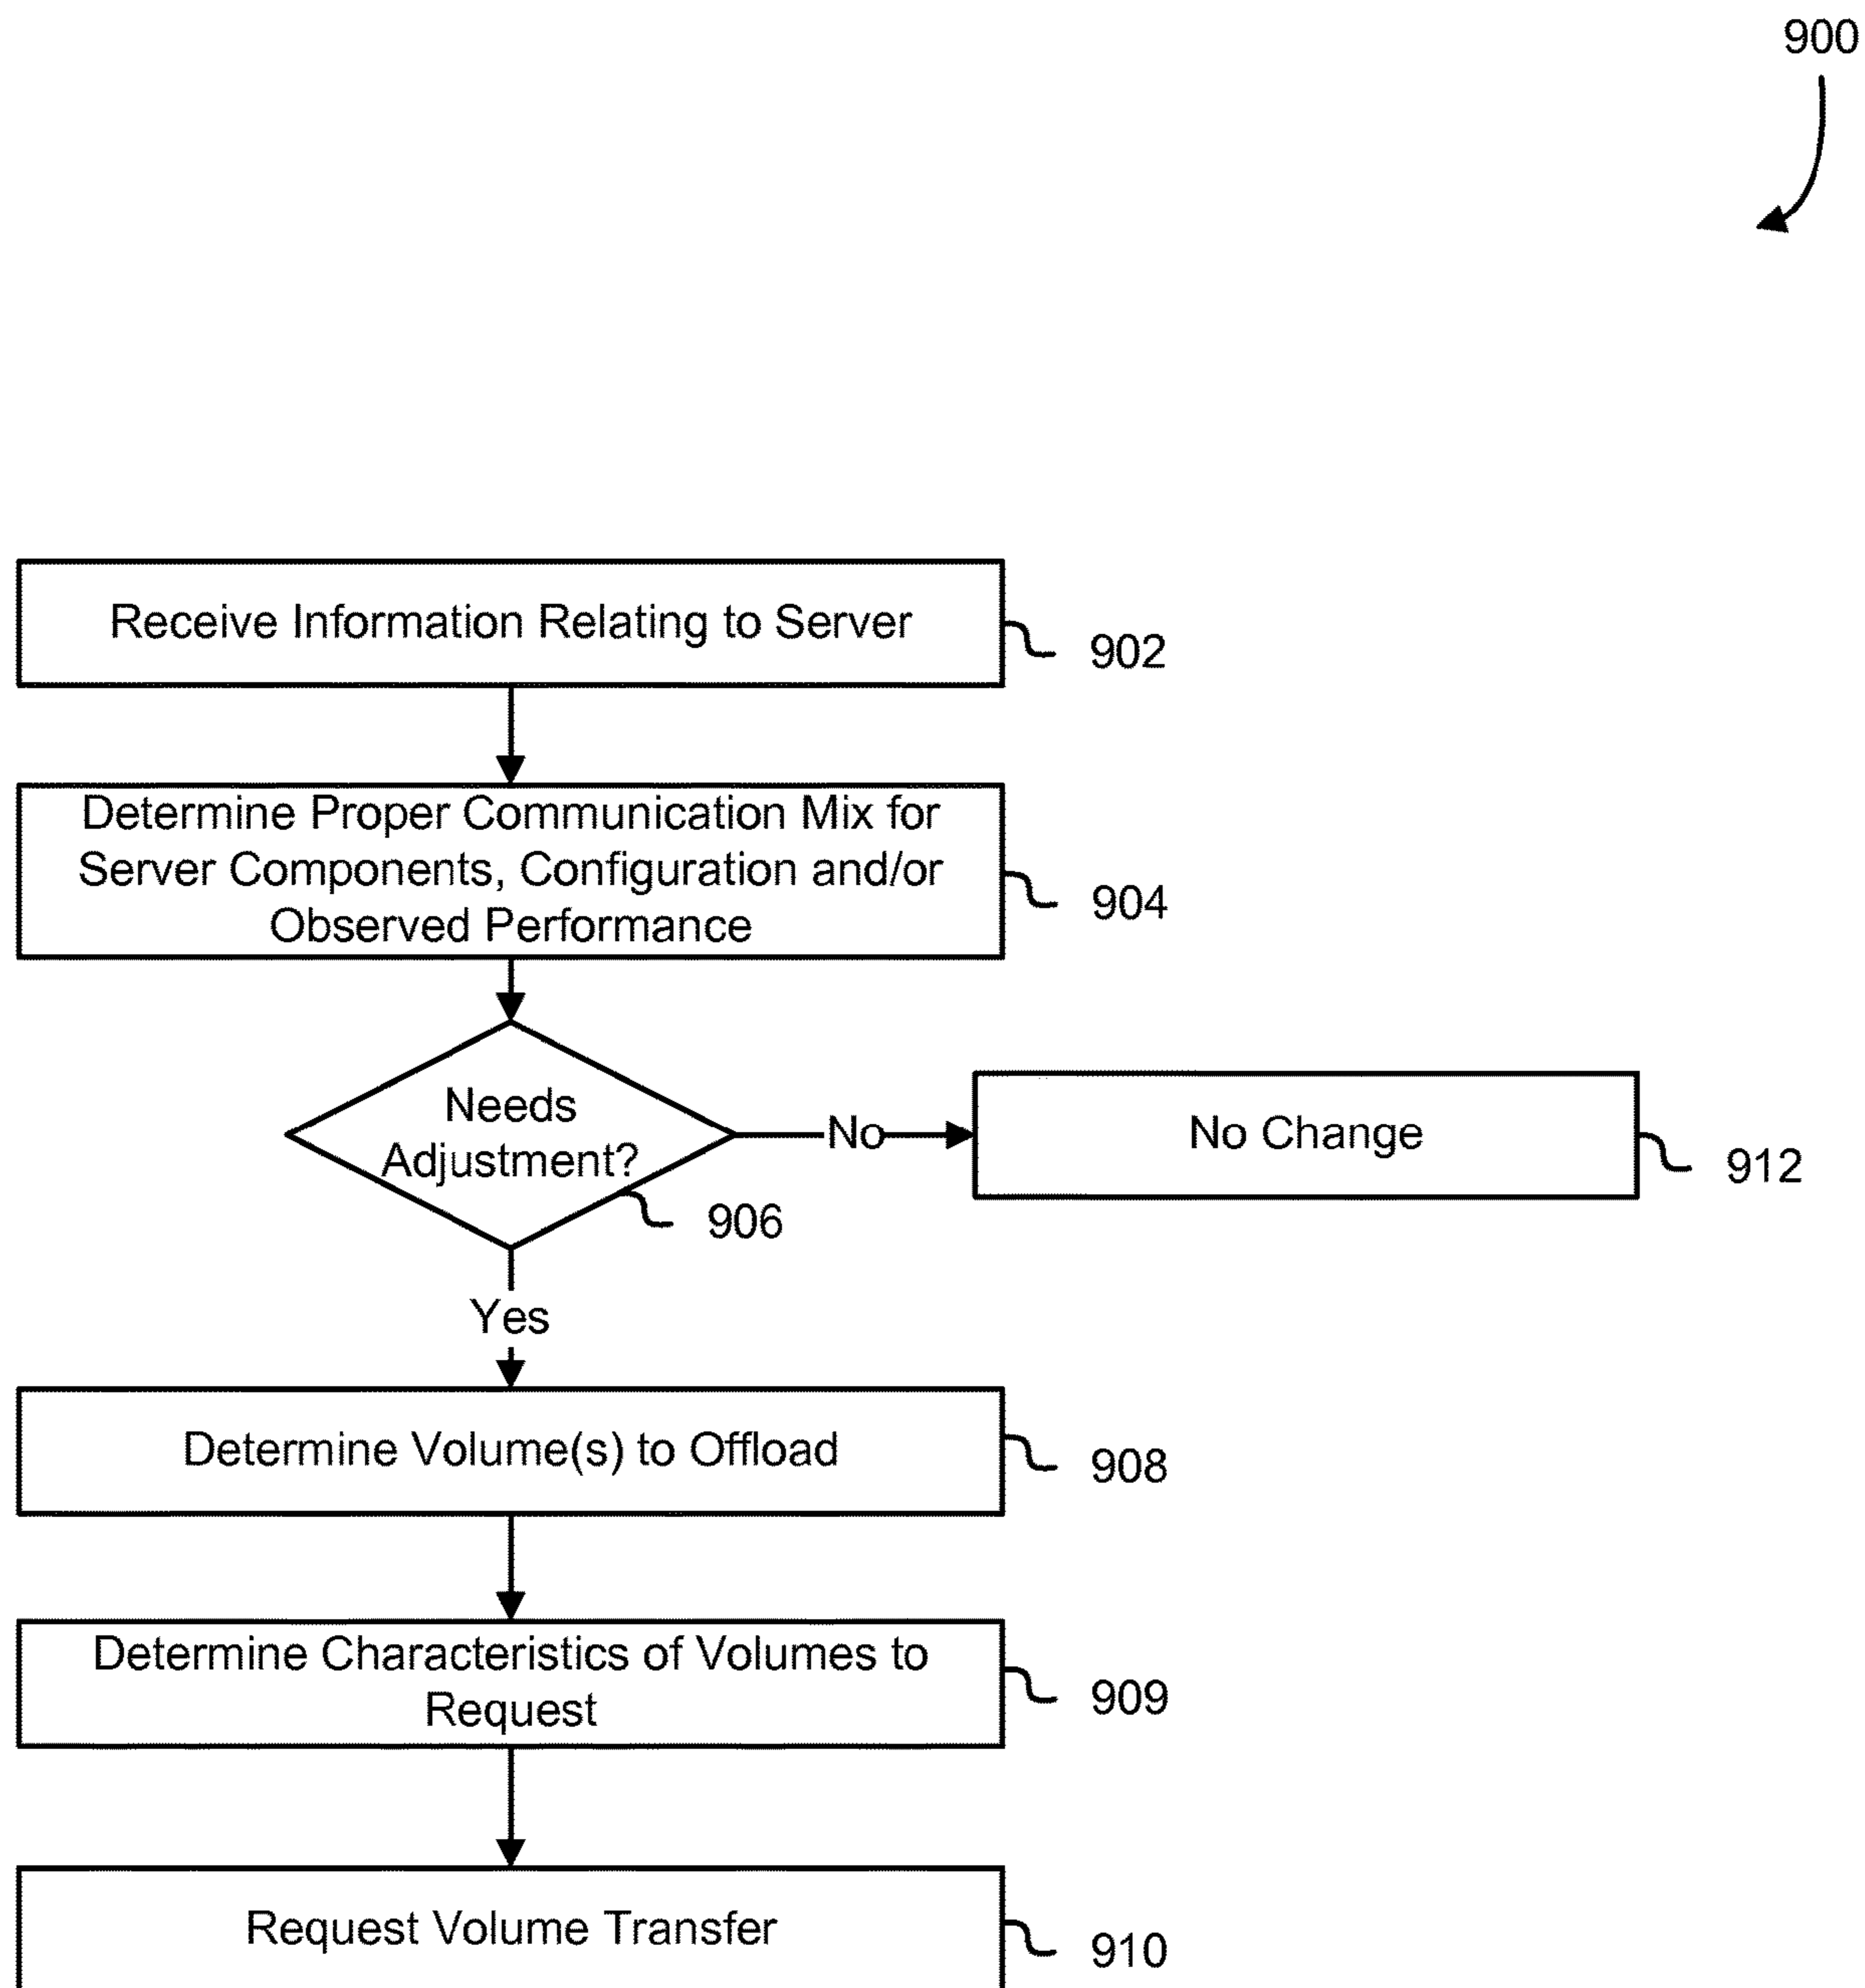 900
Receive Information Relating to Server
902
Determine Proper Communication Mix for
Server Components, Configuration and/or
Observed Performance
904
Needs
Adjustment?
906
No
No Change
912
Yes
Determine Volume(s) to Offload
908
Determine Characteristics of Volumes to
Request
909
Request Volume Transfer
910